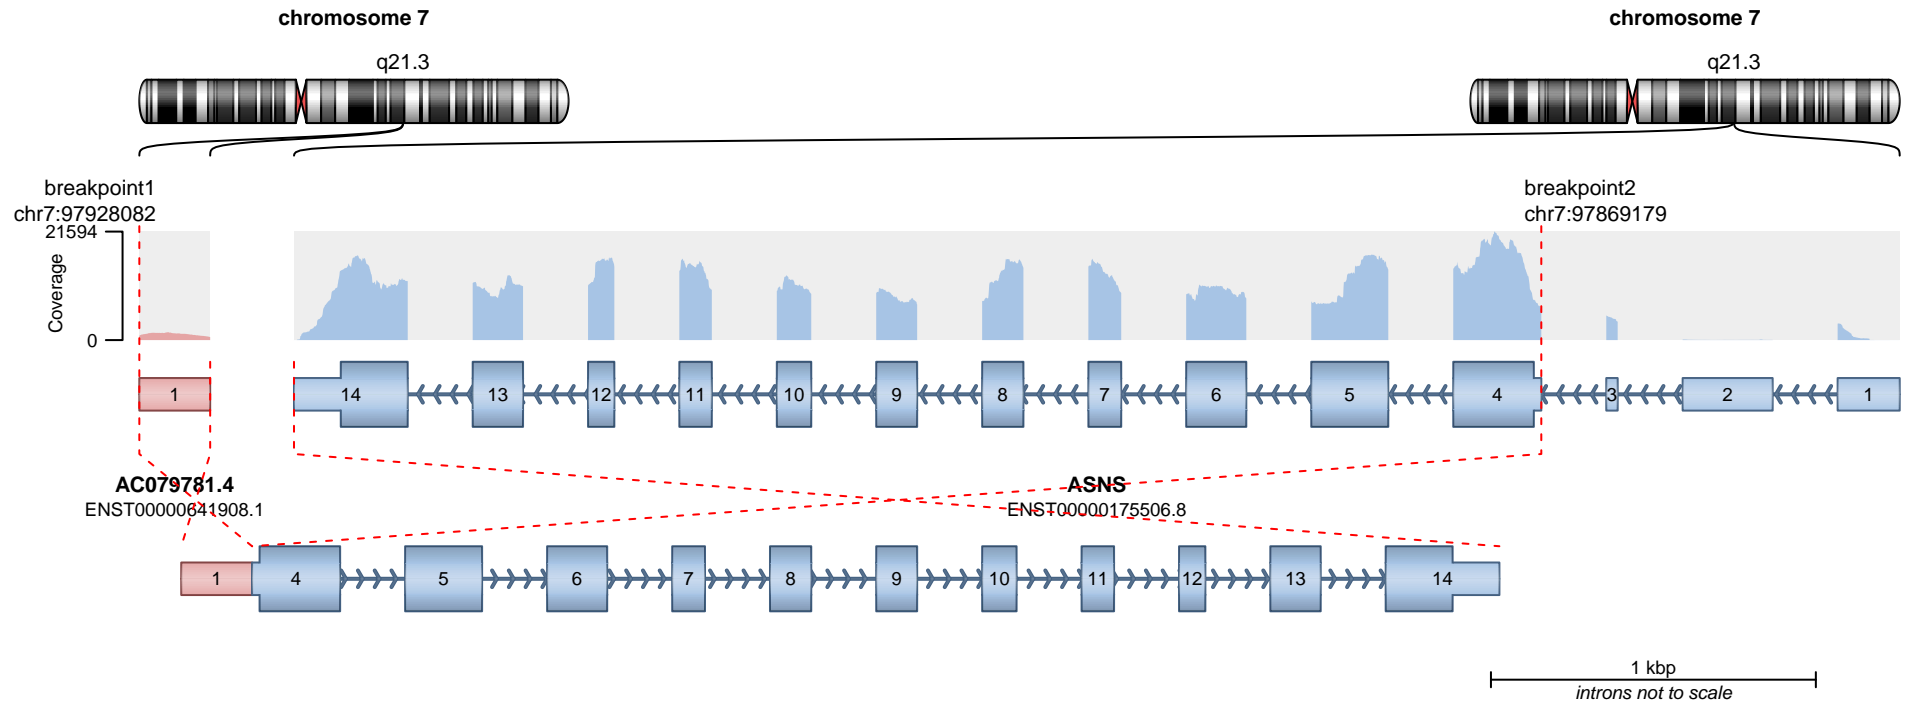 chromosome 7
chromosome 7
q21.3
q21.3
breakpoint1
chr7:97928082
breakpoint2
chr7:97869179
21594
Coverage
0
1
14
13
12
11
10
9
8
7
6
5
4
3
2
1
AC079781.4
ENST00000641908.1
ASNS
ENST00000175506.8
1
4
5
6
7
8
9
10
11
12
13
14
1 kbp
introns not to scale